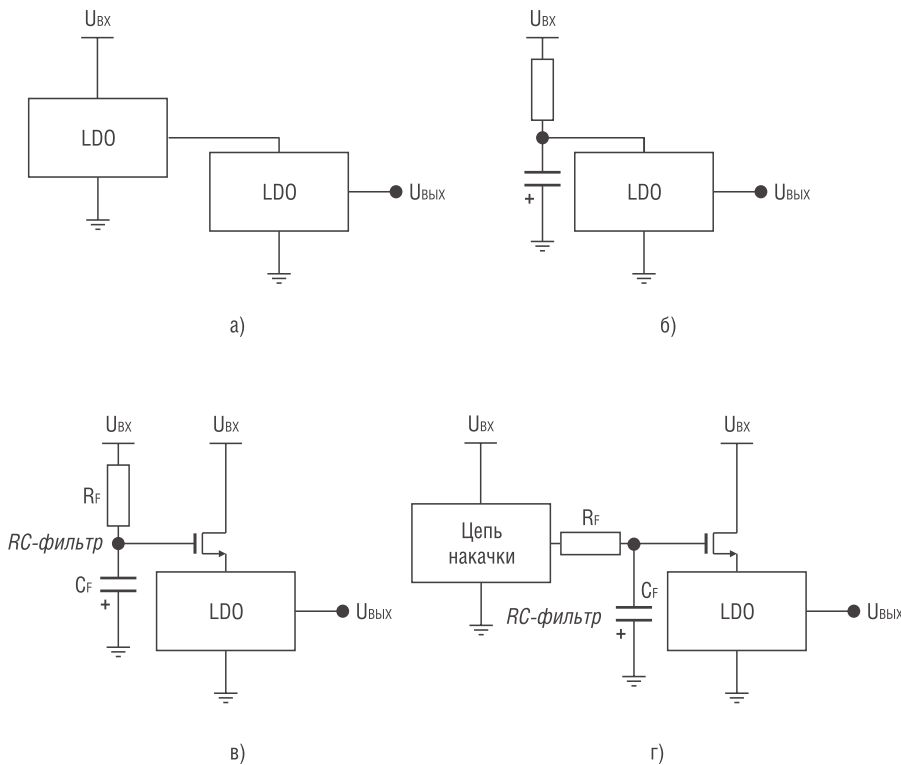 Uвх
LDO
LDO
Uвых
а)
Uвх
LDO
Uвых
+
б)
Uвх
Uвх
RF
RC-фильтр
CF
+
LDO
Uвых
в)
Uвх
Uвх
Цепь
накачки
RF
CF
RC-фильтр
+
LDO
Uвых
г)